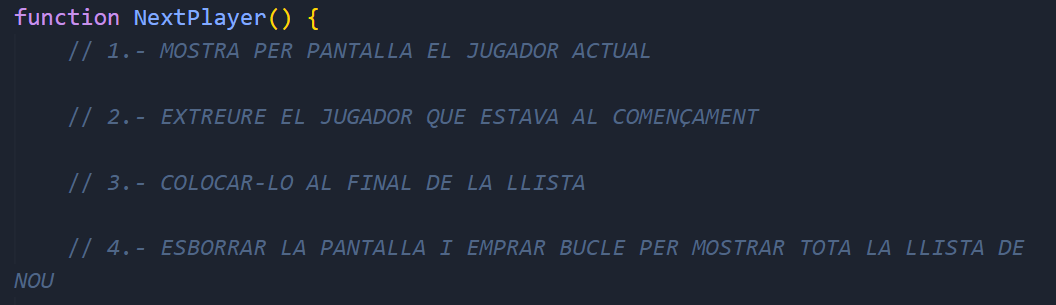 function NextPlayer() {
// 1.- MOSTRA PER PANTALLA EL JUGADOR ACTUAL
// 2.- EXTREURE EL JUGADOR QUE ESTAVA AL COMENÇAMENT
// 3.- COLOCAR-LO AL FINAL DE LA LLISTA
// 4.- ESBORRAR LA PANTALLA I EMPRAR BUCLE PER MOSTRAR TOTA LA LLISTA DE
NOU